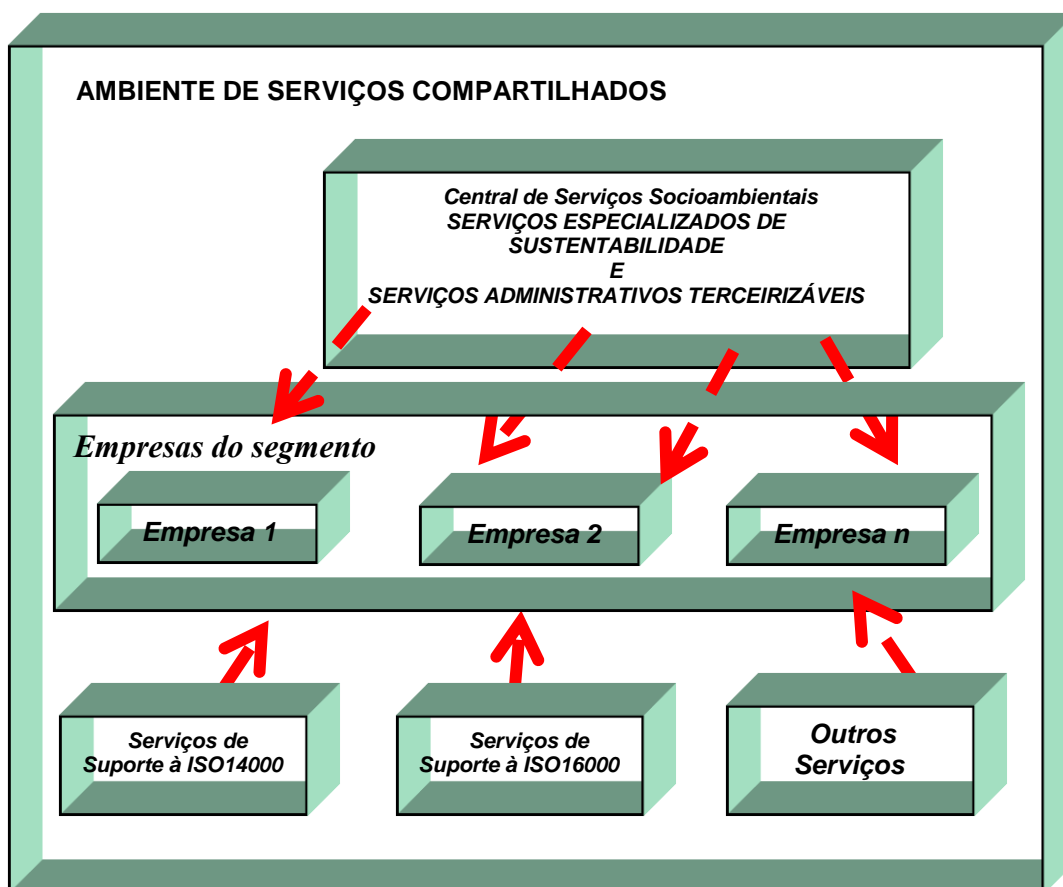 AMBIENTE DE SERVIÇOS COMPARTILHADOS
Central de Serviços Socioambientais
SERVIÇOS ESPECIALIZADOS DE
SUSTENTABILIDADE
E
SERVIÇOS ADMINISTRATIVOS TERCEIRIZÁVEIS
Empresas do segmento
Empresa 1
Empresa 2
Empresa n
Serviços de
Suporte à ISO14000
Serviços de
Suporte à ISO16000
Outros
Serviços